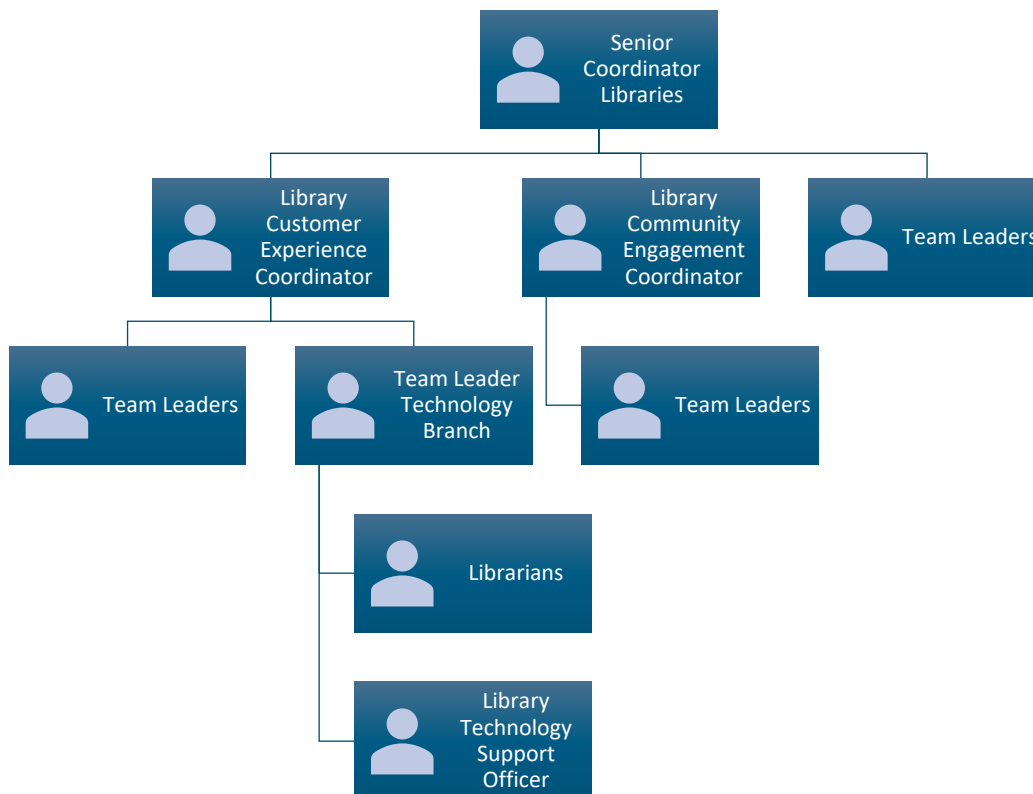 Senior
Coordinator
Libraries
Library
Customer
Experience
Coordinator
Library
Community
Engagement
Coordinator
Team Leaders
Team Leaders
Team Leader
Technology
Branch
Team Leaders
Librarians
Library
Technology
Support
Officer